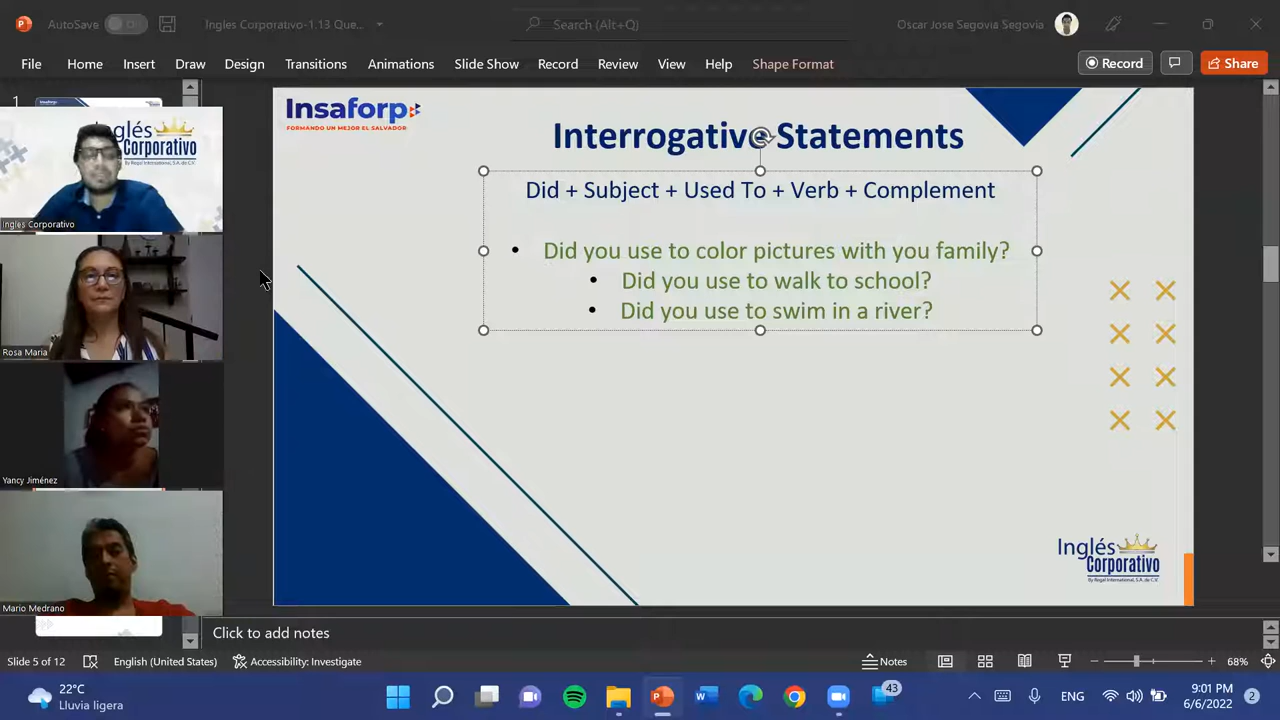 AutoSave
Off
Ingles Corporativo-1.13 Que...
Search (Alt+Q)
Oscar Jose Segovia Segovia
File
Home
Insert
Draw
Design
Transitions
Animations
Slide Show
Record
Review
View
Help
Shape Format
Record
Share
1
Inglés
Corporativo
By Regal International, S.A. de C.V.
Ingles Corporativo
Rosa Maria
Yancy Jiménez
Mario Medrano
Insaforp
FORMANDO UN MEJOR EL SALVADOR
Interrogative Statements
Did + Subject + Used To + Verb + Complement
• Did you use to color pictures with you family?
• Did you use to walk to school?
• Did you use to swim in a river?
Inglés
Corporativo
By Regal International, S.A. de C.V.
Click to add notes
Slide 5 of 12
English (United States)
Accessibility: Investigate
Notes
68%
22°C
Lluvia ligera
43
ENG
9:01 PM
6/6/2022
2